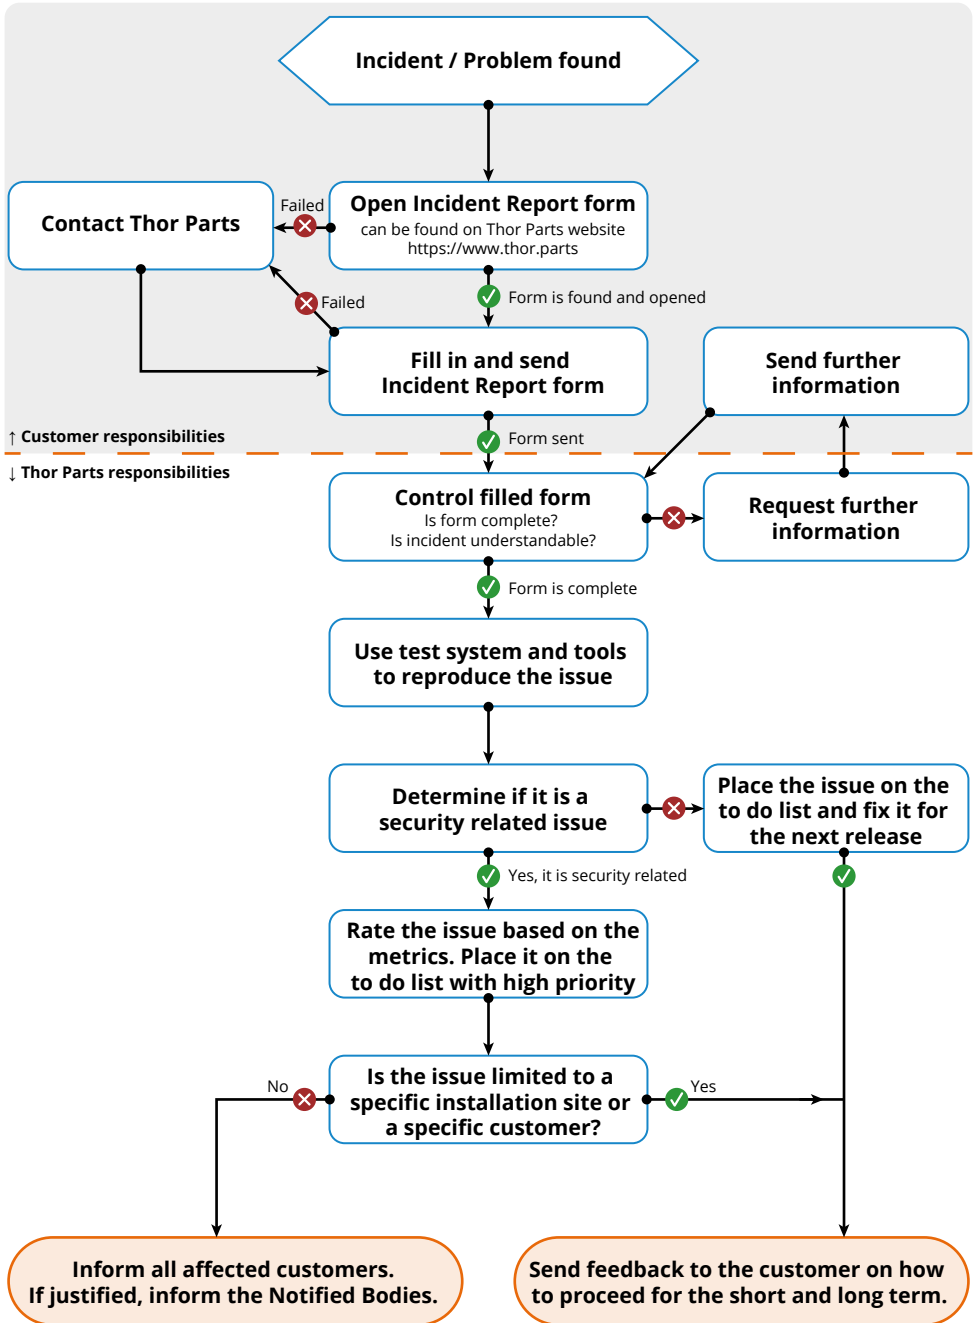 Incident / Problem found
Failed
Contact Thor Parts
Open Incident Report form
can be found on Thor Parts website
https://www.thor.parts
Failed
Form is found and opened
Fill in and send
Incident Report form
Send further
information
↑ Customer responsibilities
Form sent
↓ Thor Parts responsibilities
Control filled form
Is form complete?
Is incident understandable?
Request further
information
Form is complete
Use test system and tools
to reproduce the issue
Determine if it is a
security related issue
Place the issue on the
to do list and fix it for
the next release
Yes, it is security related
Rate the issue based on the
metrics. Place it on the
to do list with high priority
No
Is the issue limited to a
specific installation site or
a specific customer?
Yes
Inform all affected customers.
If justified, inform the Notified Bodies.
Send feedback to the customer on how
to proceed for the short and long term.